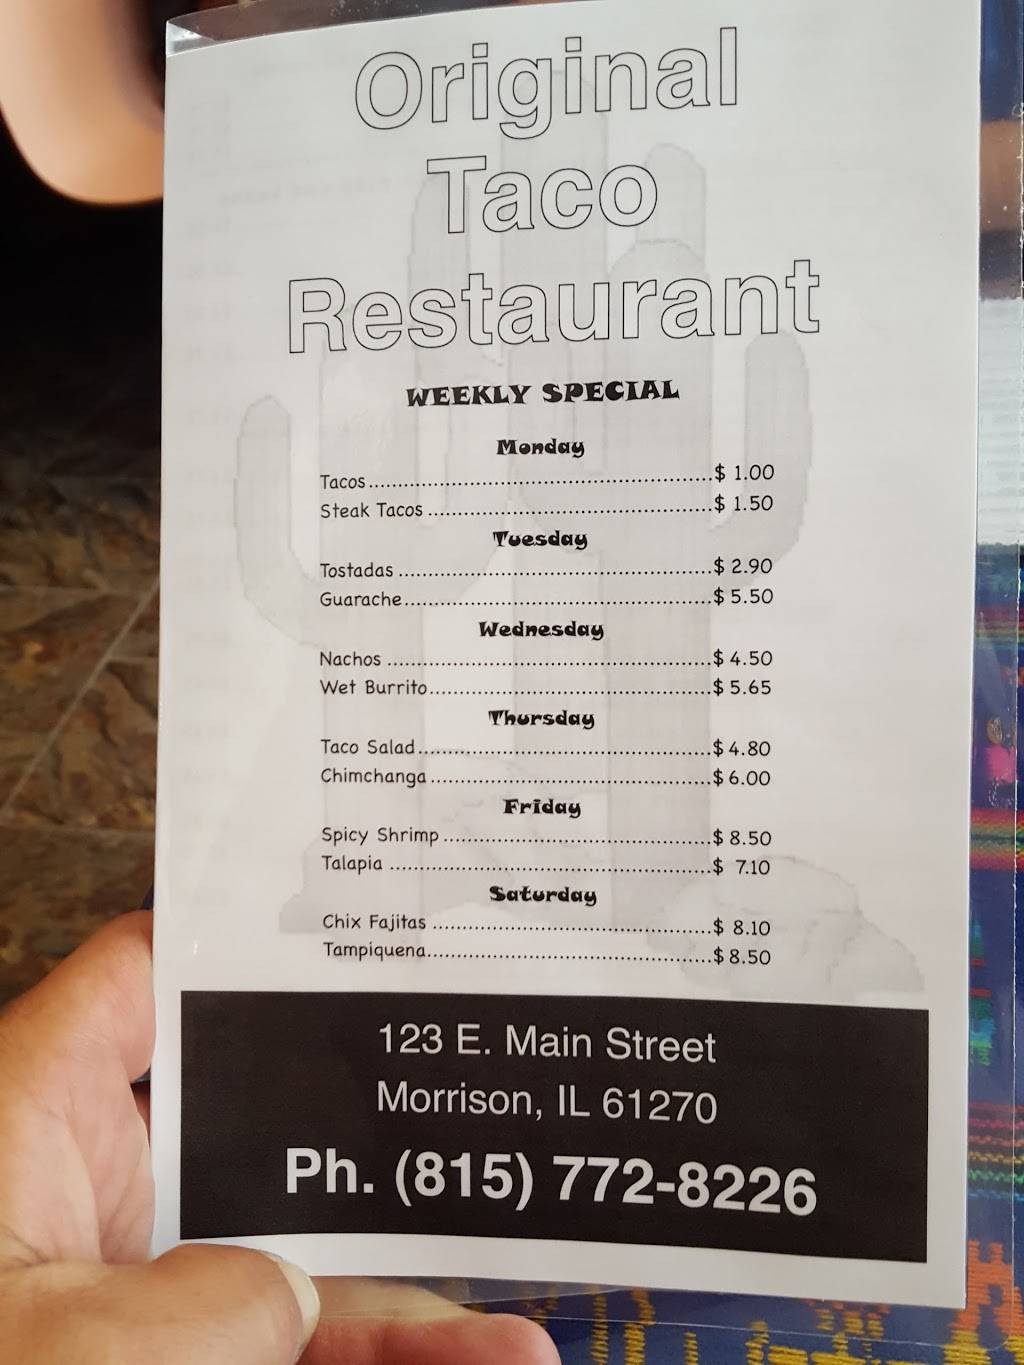 Original
Taco
Restaurant
WEEKLY SPECIAL
Monday
Tacos.......................................................$ 1.00
Steak Tacos ..............................................$ 1.50
Tuesday
Tostadas ...................................................$ 2.90
Guarache..................................................$ 5.50
Wednesday
Nachos .....................................................$ 4.50
Wet Burrito..............................................$ 5.65
Thursday
Taco Salad................................................$ 4.80
Chimchanga..............................................$ 6.00
Friday
Spicy Shrimp ............................................$ 8.50
Talapia .....................................................$ 7.10
Saturday
Chix Fajitas ..............................................$ 8.10
Tampiquena...............................................$ 8.50
123 E. Main Street
Morrison, IL 61270
Ph. (815) 772-8226